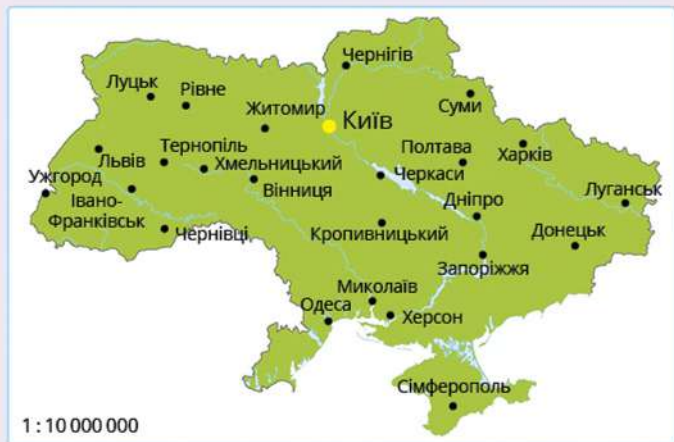 Чернігів
Луцьк
Рівне
Суми
Житомир
Київ
Тернопіль
Полтава
Харків
Львів
Хмельницький
Черкаси
Ужгород
Вінниця
Луганськ
Івано-
Франківськ
Дніпро
Чернівці
Кропивницький
Донецьк
Запоріжжя
Миколаїв
Одеса
Херсон
Сімферополь
1 : 10 000 000